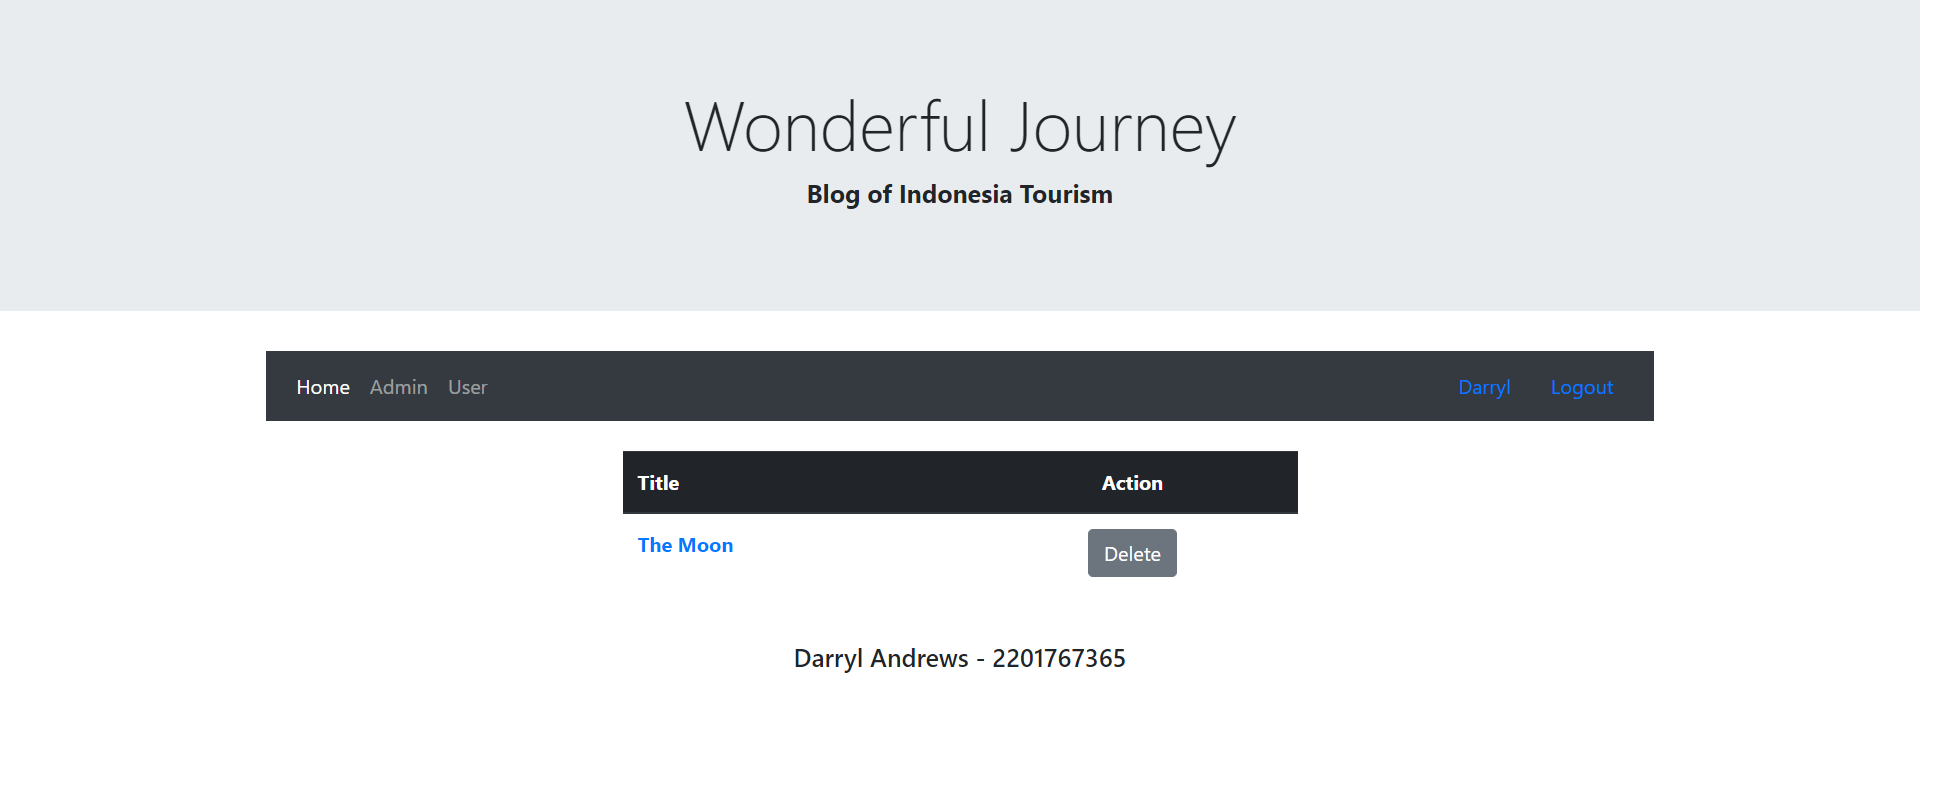 Wonderful Journey
Blog of Indonesia Tourism
Home Admin User Darryl Logout
Title Action
The Moon Delete
Darryl Andrews - 2201767365